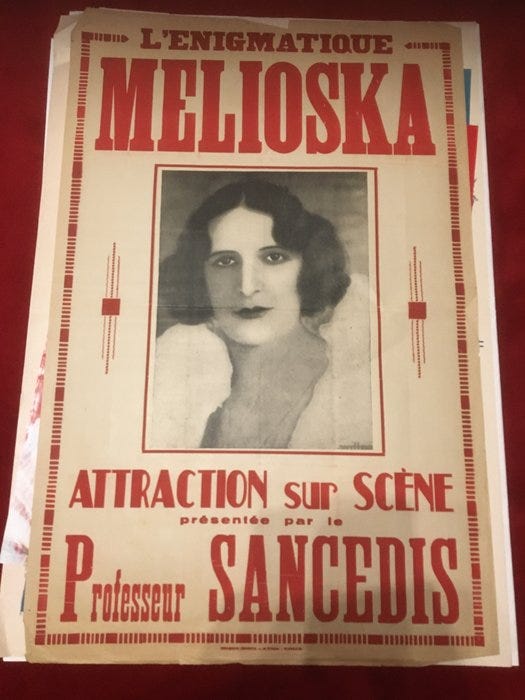 L'ENIGMATIQUE
MELIOSKA
ATTRACTION sur SCÈNE
présentée par le
Professeur SANCEDIS